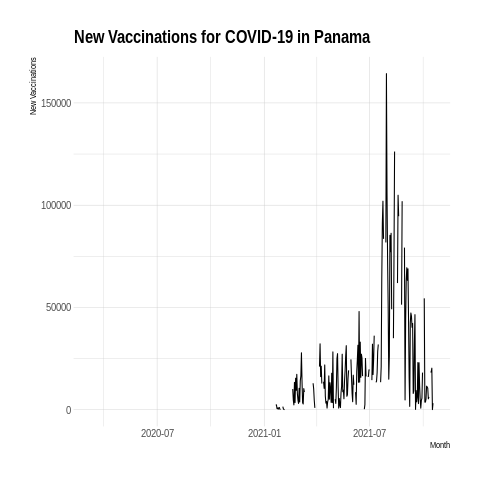 New Vaccinations for COVID-19 in Panama
New Vaccinations
150000
100000
50000
0
2020-07 2021-01 2021-07
Month